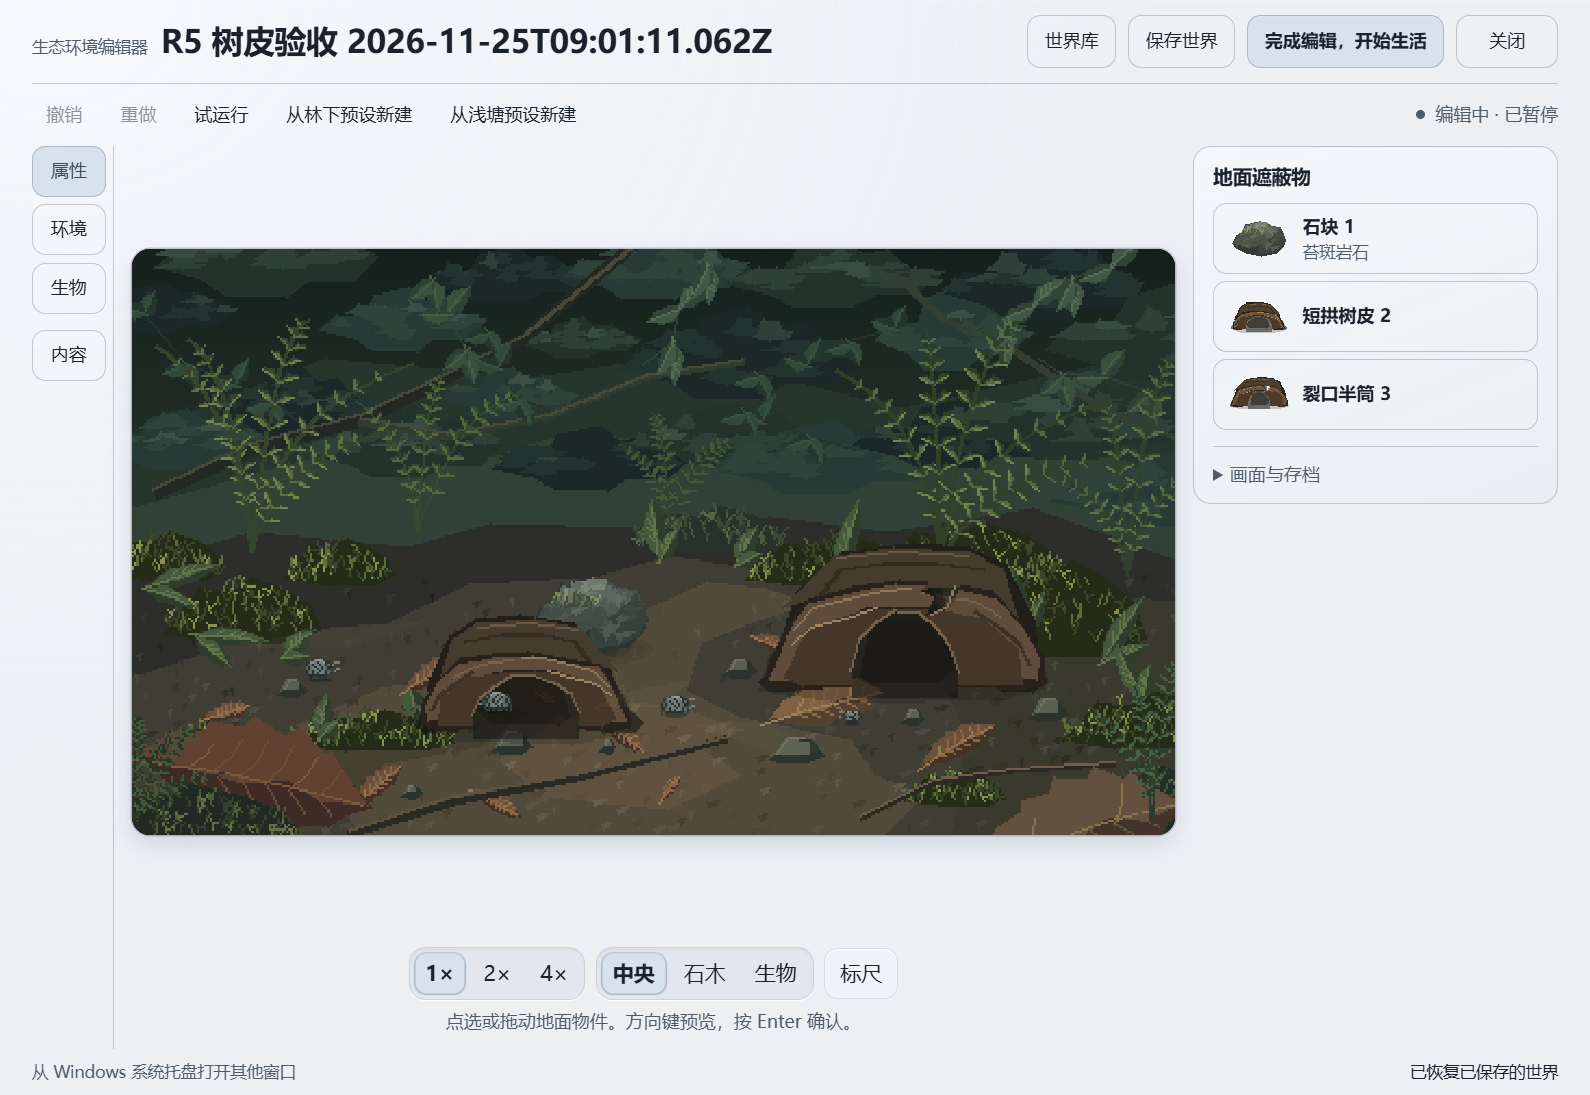 生态环境编辑器 R5 树皮验收 2026-11-25T09:01:11.062Z
世界库 保存世界 完成编辑，开始生活 关闭
撤销 重做 试运行 从林下预设新建 从浅塘预设新建
编辑中 · 已暂停
属性
环境
生物
内容
地面遮蔽物
石块 1
苔斑岩石
短拱树皮 2
裂口半筒 3
画面与存档
1× 2× 4× 中央 石木 生物 标尺
点选或拖动地面物件。方向键预览，按 Enter 确认。
从 Windows 系统托盘打开其他窗口
已恢复已保存的世界